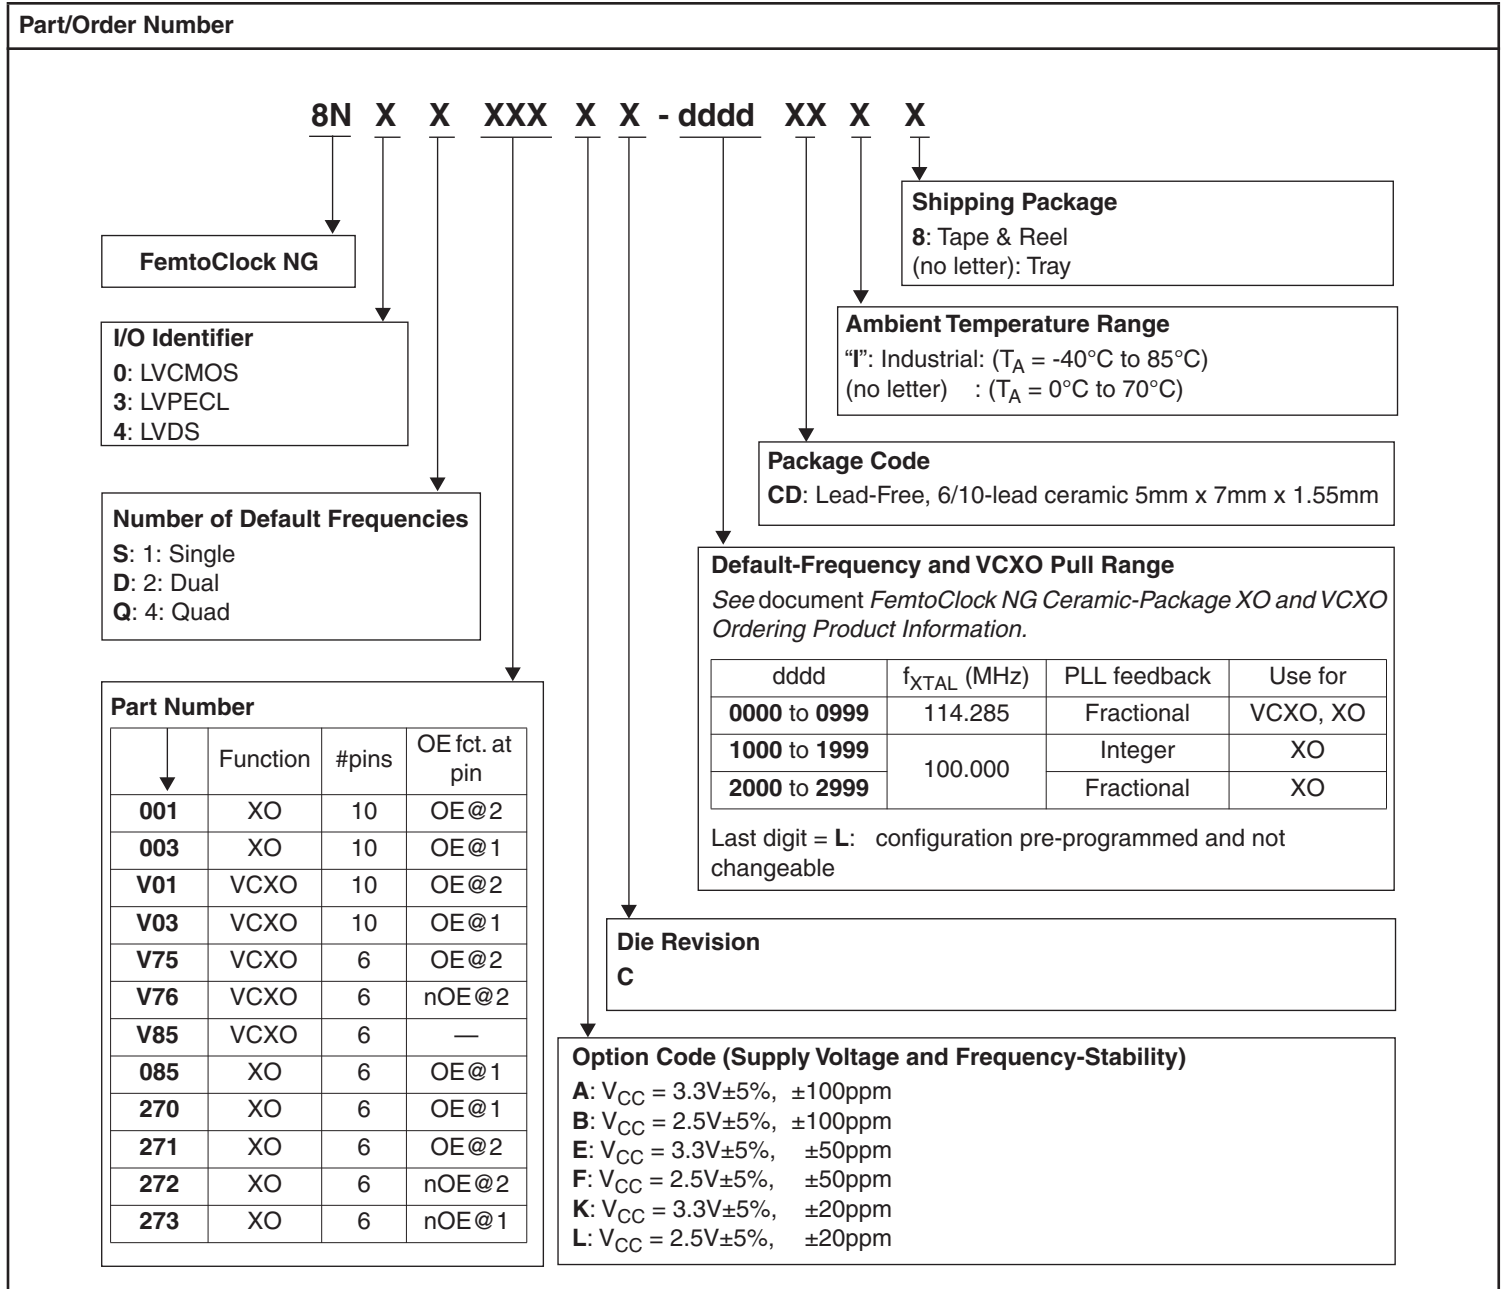 Part/Order Number
8N X X XXX X X - dddd XX X X
Shipping Package
8: Tape & Reel
(no letter): Tray
FemtoClock NG
Ambient Temperature Range
“I”: Industrial: (TA = -40°C to 85°C)
(no letter) : (TA = 0°C to 70°C)
I/O Identifier
0: LVCMOS
3: LVPECL
4: LVDS
Package Code
CD: Lead-Free, 6/10-lead ceramic 5mm x 7mm x 1.55mm
Number of Default Frequencies
S: 1: Single
D: 2: Dual
Q: 4: Quad
Default-Frequency and VCXO Pull Range
See document FemtoClock NG Ceramic-Package XO and VCXO
Ordering Product Information.
dddd fXTAL (MHz) PLL feedback Use for
0000 to 0999 114.285 Fractional VCXO, XO
1000 to 1999 100.000 Integer XO
2000 to 2999 Fractional XO
Last digit = L: configuration pre-programmed and not
changeable
Part Number
Function #pins OE fct. at
pin
001 XO 10 OE@2
003 XO 10 OE@1
V01 VCXO 10 OE@2
V03 VCXO 10 OE@1
V75 VCXO 6 OE@2
V76 VCXO 6 nOE@2
V85 VCXO 6 —
085 XO 6 OE@1
270 XO 6 OE@1
271 XO 6 OE@2
272 XO 6 nOE@2
273 XO 6 nOE@1
Die Revision
C
Option Code (Supply Voltage and Frequency-Stability)
A: VCC = 3.3V±5%, ±100ppm
B: VCC = 2.5V±5%, ±100ppm
E: VCC = 3.3V±5%, ±50ppm
F: VCC = 2.5V±5%, ±50ppm
K: VCC = 3.3V±5%, ±20ppm
L: VCC = 2.5V±5%, ±20ppm